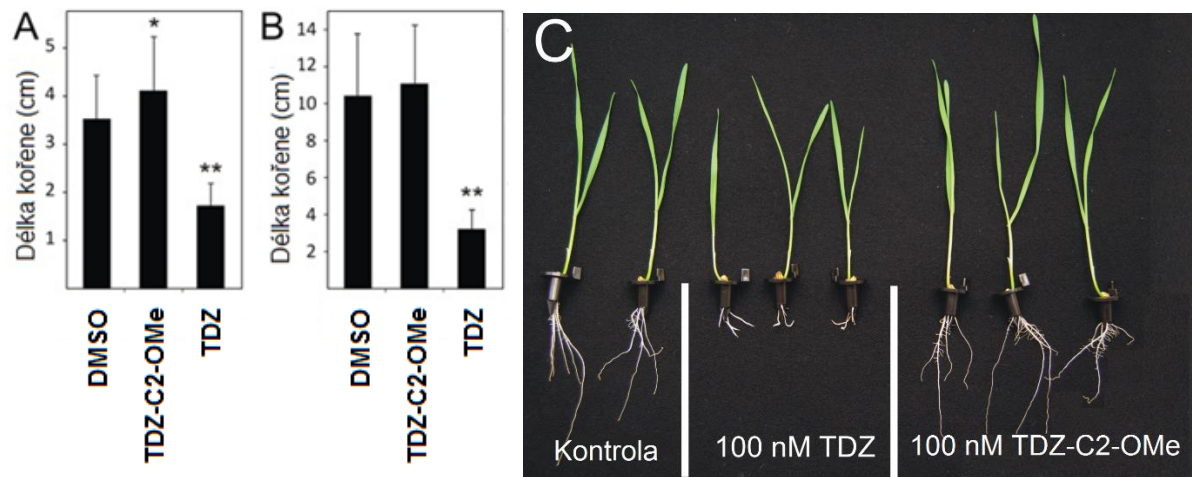 A
Délka kořene (cm)
5
4
3
2
1
*
**
DMSO
TDZ-C2-OMe
TDZ
B
Délka kořene (cm)
14
12
10
8
6
4
2
**
DMSO
TDZ-C2-OMe
TDZ
C
Kontrola
100 nM TDZ
100 nM TDZ-C2-OMe